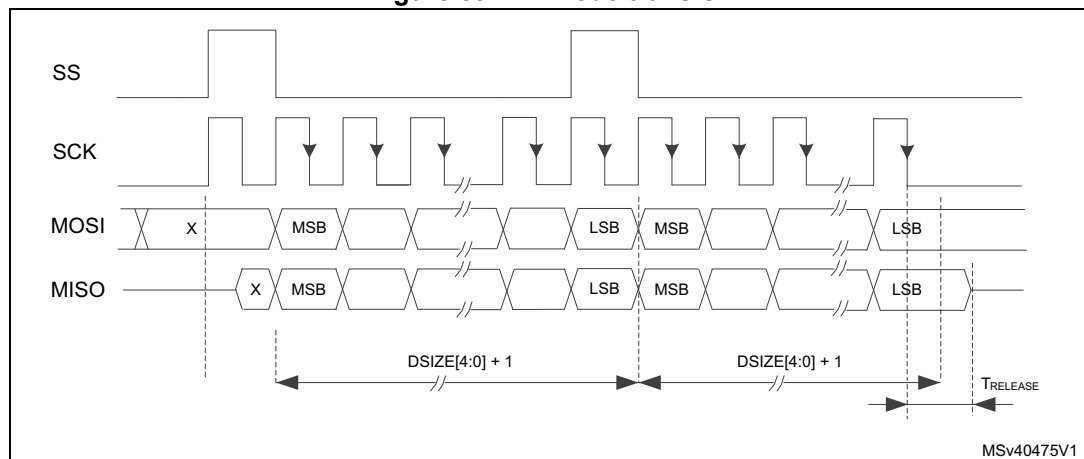 SS
SCK
MOSI X MSB LSB MSB LSB
MISO X MSB LSB MSB LSB
DSIZE[4:0] + 1 DSIZE[4:0] + 1
TRELEASE
MSv40475V1